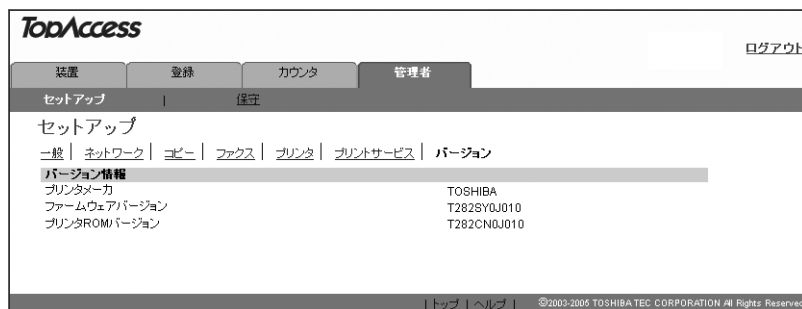 TopAccess
ログアウト
装置 登録 カウンタ 管理者
セットアップ | 保守
セットアップ
一般 | ネットワーク | コピー | ファクス | プリンタ | プリントサービス | バージョン
バージョン情報
プリンタメーカ TOSHIBA
ファームウェアバージョン T282SY0J010
プリンタROMバージョン T282CN0J010
| トップ | ヘルプ | ©2003-2005 TOSHIBA TEC CORPORATION All Rights Reserved